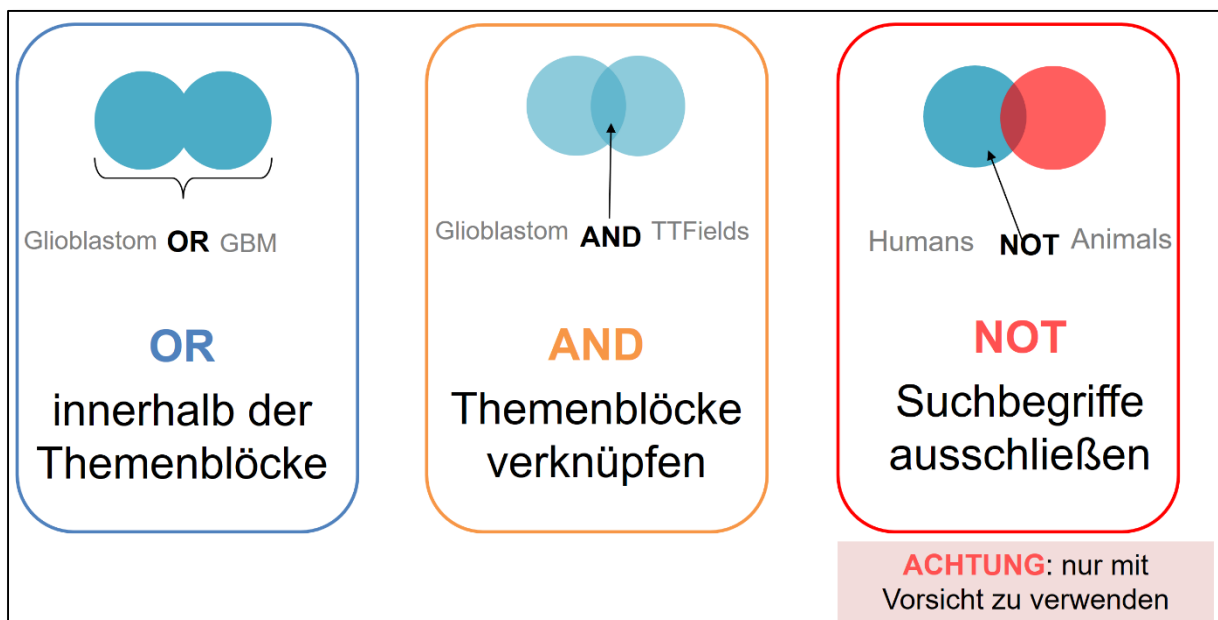 Glioblastom OR GBM
OR
innerhalb der
Themenblöcke
Glioblastom AND TTFields
AND
Themenblöcke
verknüpfen
Humans NOT Animals
NOT
Suchbegriffe
ausschließen
ACHTUNG: nur mit
Vorsicht zu verwenden